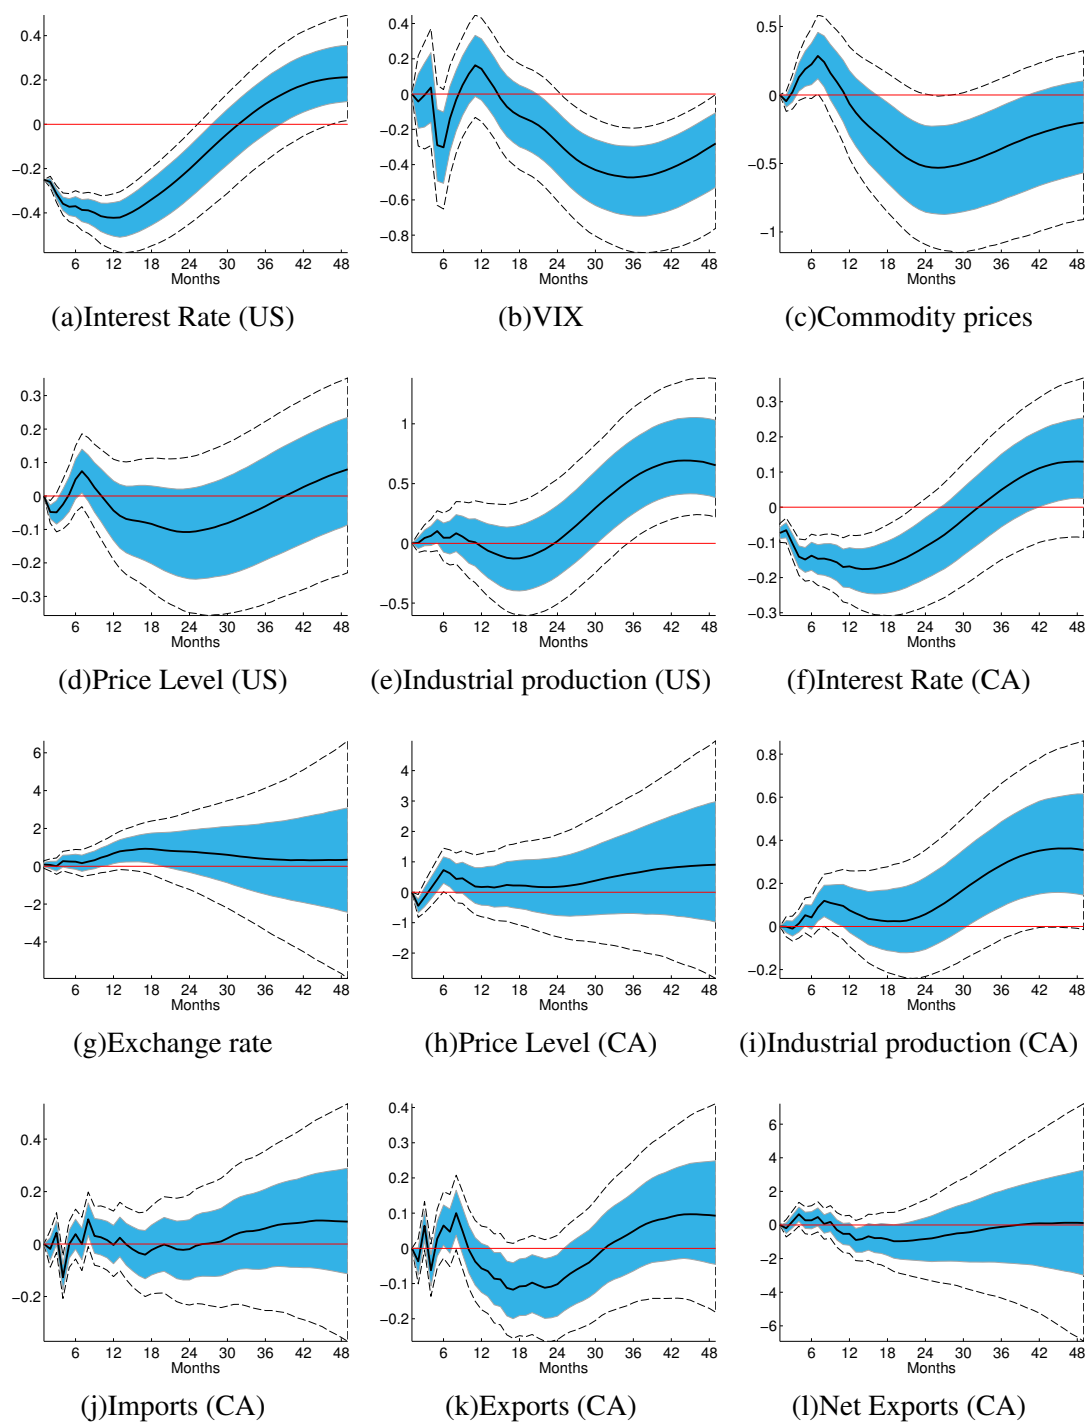 0.4
0.2
0
−0.2
−0.4
6 12 18 24 30 36 42 48
Months
(a)Interest Rate (US)
0.4
0.2
0
−0.2
−0.4
−0.6
−0.8
6 12 18 24 30 36 42 48
Months
(b)VIX
0.5
0
−0.5
−1
6 12 18 24 30 36 42 48
Months
(c)Commodity prices
0.3
0.2
0.1
0
−0.1
−0.2
−0.3
6 12 18 24 30 36 42 48
Months
(d)Price Level (US)
1
0.5
0
−0.5
6 12 18 24 30 36 42 48
Months
(e)Industrial production (US)
0.3
0.2
0.1
0
−0.1
−0.2
−0.3
6 12 18 24 30 36 42 48
Months
(f)Interest Rate (CA)
6
4
2
0
−2
−4
6 12 18 24 30 36 42 48
Months
(g)Exchange rate
4
3
2
1
0
−1
−2
6 12 18 24 30 36 42 48
Months
(h)Price Level (CA)
0.8
0.6
0.4
0.2
0
−0.2
6 12 18 24 30 36 42 48
Months
(i)Industrial production (CA)
0.4
0.2
0
−0.2
6 12 18 24 30 36 42 48
Months
(j)Imports (CA)
0.4
0.3
0.2
0.1
0
−0.1
−0.2
6 12 18 24 30 36 42 48
Months
(k)Exports (CA)
6
4
2
0
−2
−4
−6
6 12 18 24 30 36 42 48
Months
(l)Net Exports (CA)